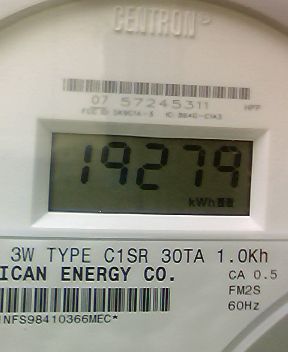 CENTRON
07 57245311
19279
kWh
3W TYPE C1SR 30TA 1.0Kh
ICAN ENERGY CO.
CA 0.5
FM2S
60Hz
NFS98410366MEC*